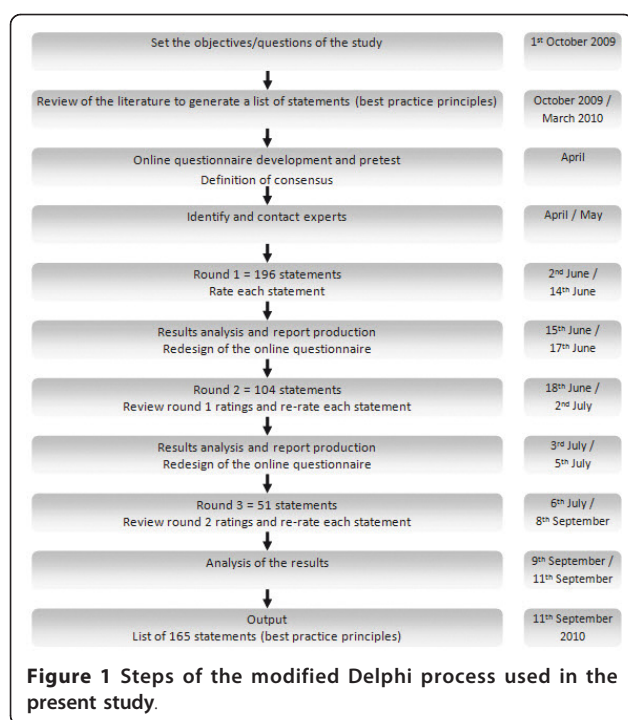 Set the objectives/questions of the study
1st October 2009
Review of the literature to generate a list of statements (best practice principles)
October 2009 /
March 2010
Online questionnaire development and pretest
Definition of consensus
April
Identify and contact experts
April / May
Round 1 = 196 statements
Rate each statement
2nd June /
14th June
Results analysis and report production
Redesign of the online questionnaire
15th June /
17th June
Round 2 = 104 statements
Review round 1 ratings and re-rate each statement
18th June /
2nd July
Results analysis and report production
Redesign of the online questionnaire
3rd July /
5th July
Round 3 = 51 statements
Review round 2 ratings and re-rate each statement
6th July /
8th September
Analysis of the results
9th September /
11th September
Output
List of 165 statements (best practice principles)
11th September
2010
Figure 1 Steps of the modified Delphi process used in the
present study.